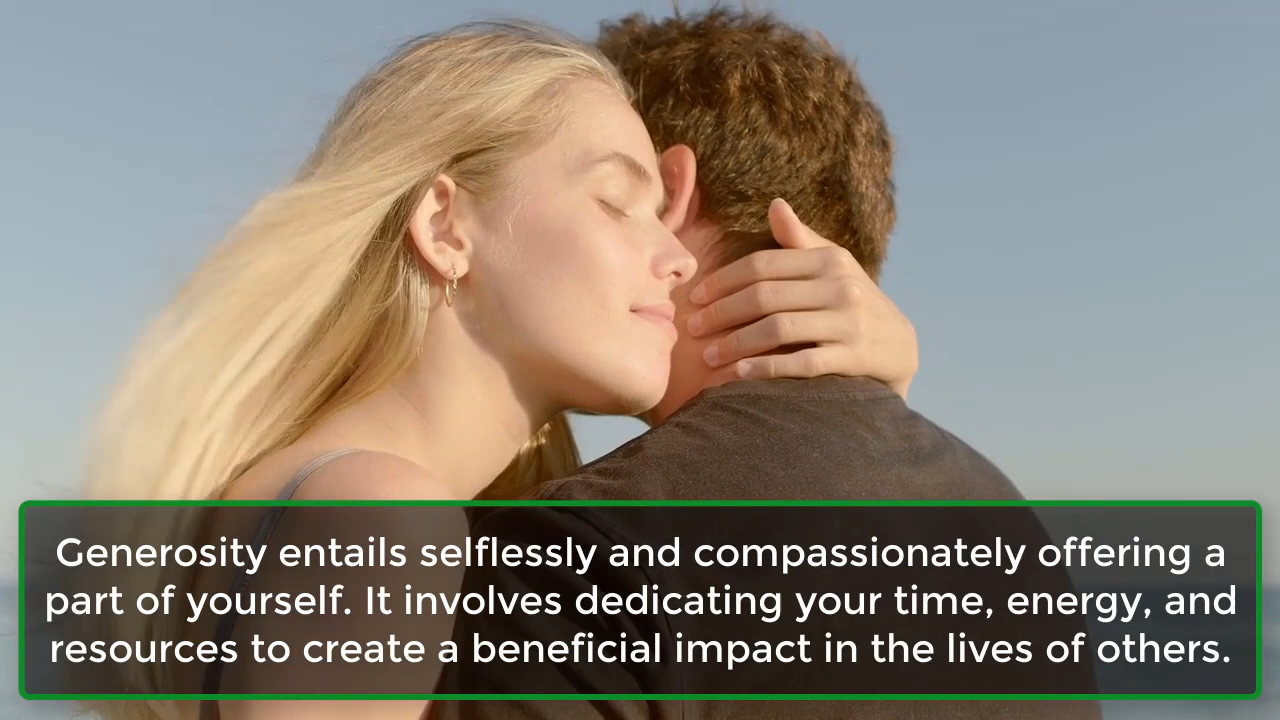 Generosity entails selflessly and compassionately offering a
part of yourself. It involves dedicating your time, energy, and
resources to create a beneficial impact in the lives of others.